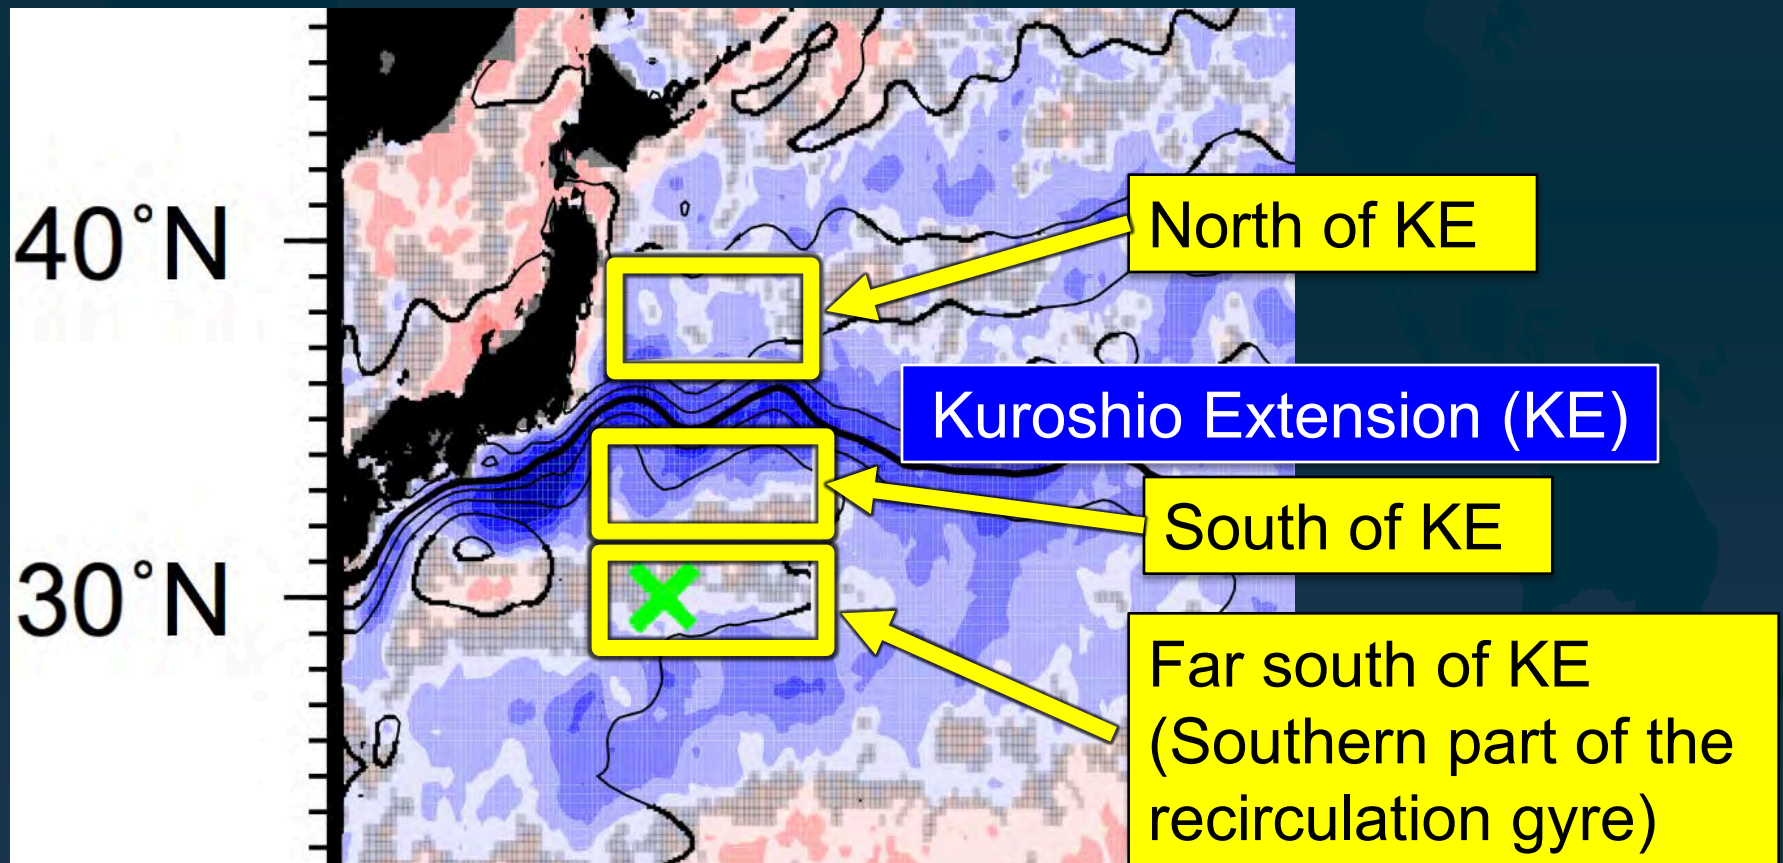 40°N
North of KE
Kuroshio Extension (KE)
South of KE
30°N
Far south of KE
(Southern part of the
recirculation gyre)